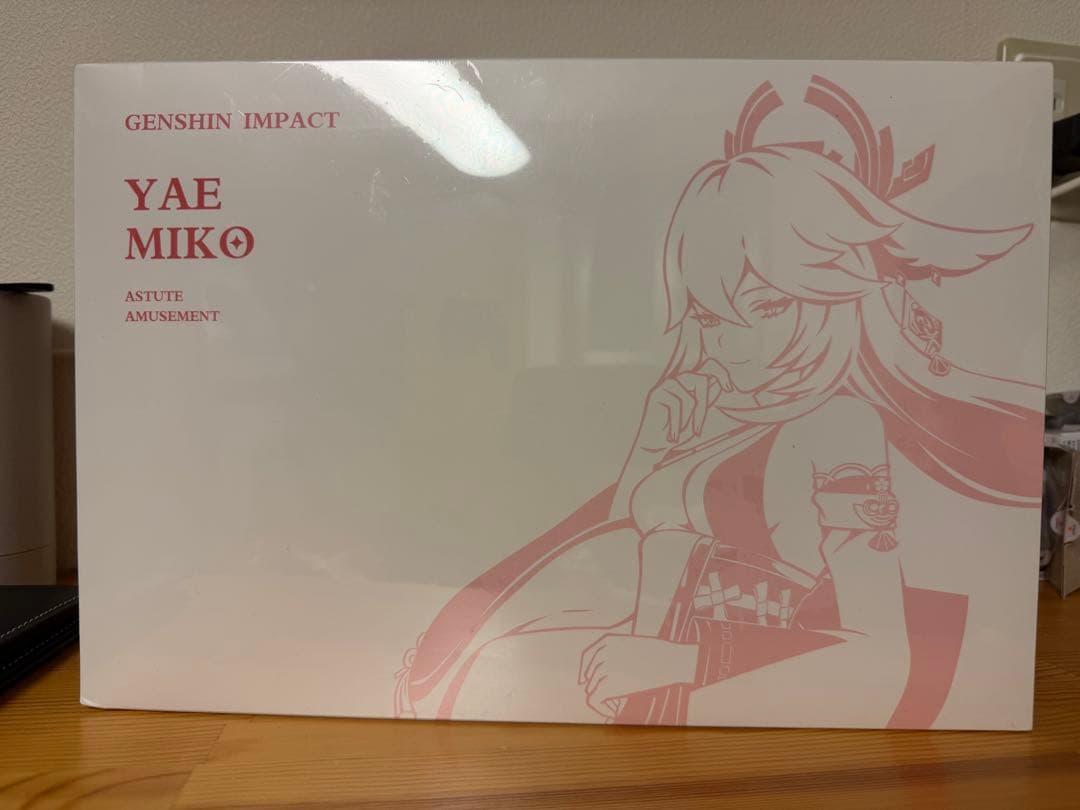 GENSHIN IMPACT
YAE
MIKO
ASTUTE
AMUSEMENT